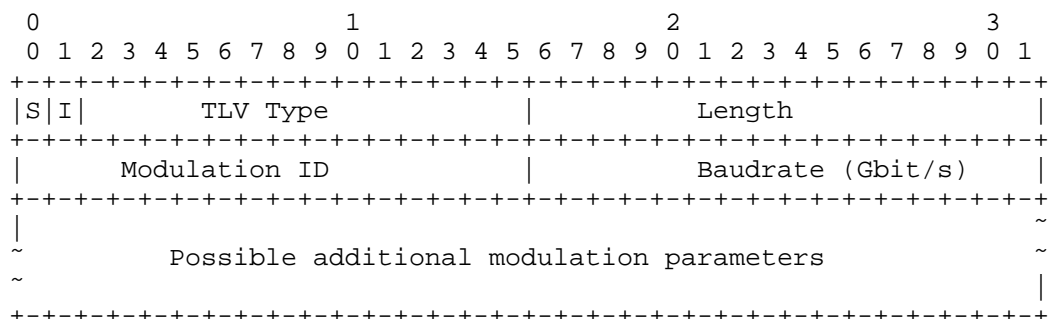 0                   1                   2                   3
 0 1 2 3 4 5 6 7 8 9 0 1 2 3 4 5 6 7 8 9 0 1 2 3 4 5 6 7 8 9 0 1
+-+-+-+-+-+-+-+-+-+-+-+-+-+-+-+-+-+-+-+-+-+-+-+-+-+-+-+-+-+-+-+-+
|S|I|       TLV Type            |          Length               |
+-+-+-+-+-+-+-+-+-+-+-+-+-+-+-+-+-+-+-+-+-+-+-+-+-+-+-+-+-+-+-+-+
|      Modulation ID            |          Baudrate (Gbit/s)    |
+-+-+-+-+-+-+-+-+-+-+-+-+-+-+-+-+-+-+-+-+-+-+-+-+-+-+-+-+-+-+-+-+
|                                                               ~
~         Possible additional modulation parameters             ~
~                                                               |
+-+-+-+-+-+-+-+-+-+-+-+-+-+-+-+-+-+-+-+-+-+-+-+-+-+-+-+-+-+-+-+-+